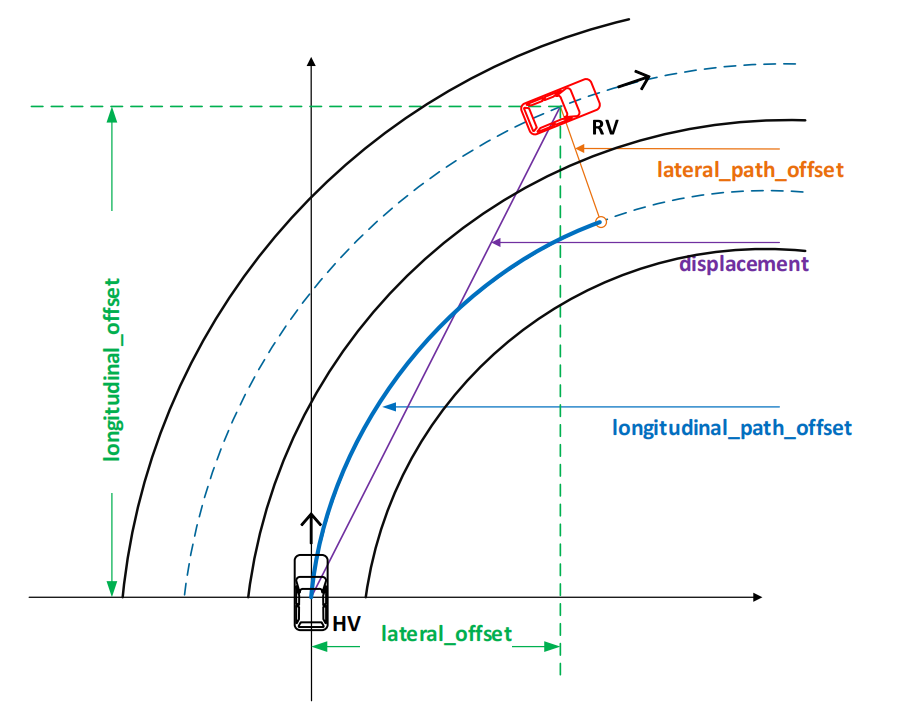 RV
lateral_path_offset
displacement
longitudinal_offset
longitudinal_path_offset
HV
lateral_offset